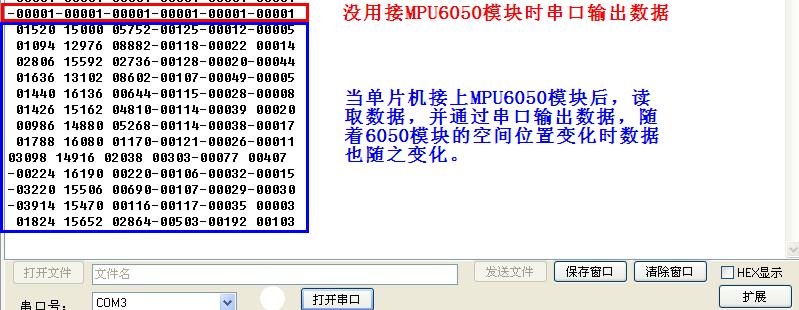 -00001-00001-00001-00001-00001-00001
没用接MPU6050模块时串口输出数据
01520 15000 05752-00125-00012-00005
01094 12976 08882-00118-00022 00014
02806 15592 02736-00128-00020-00044
01636 13102 08602-00107-00049-00005
01440 16136 00644-00115-00028-00008
01426 15162 04810-00114-00039 00020
00986 14880 05268-00114-00038-00017
01788 16080 01170-00121-00026-00011
03098 14916 02038 00303-00077 00407
-00224 16190 00220-00106-00032-00015
-03220 15506 00690-00107-00029-00030
-03914 15470 00116-00117-00035 00003
01824 15652 02864-00503-00192 00103
当单片机接上MPU6050模块后，读
取数据，并通过串口输出数据，随
着6050模块的空间位置变化时数据
也随之变化。
打开文件 文件名 发送文件 保存窗口 清除窗口 HEX显示
串口号： COM3 打开串口 扩展